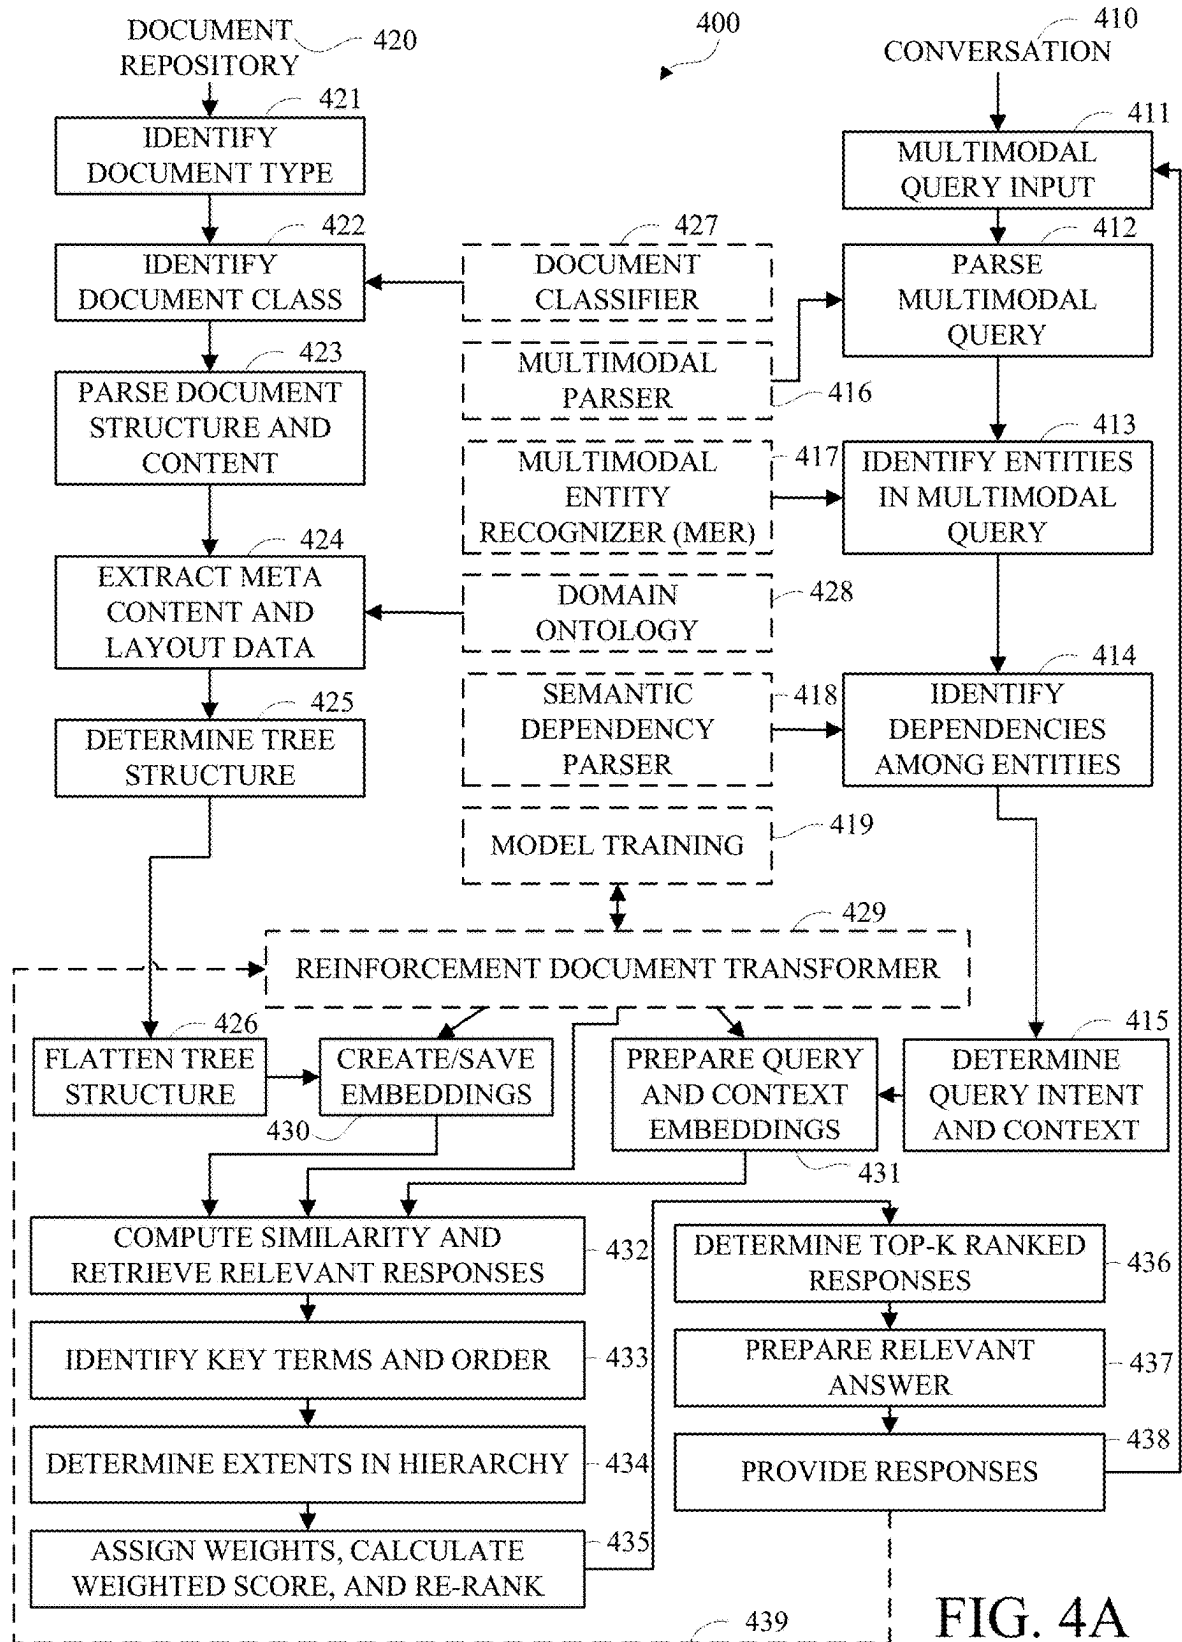 DOCUMENT
REPOSITORY
420
400
410
CONVERSATION
421
IDENTIFY
DOCUMENT TYPE
411
MULTIMODAL
QUERY INPUT
422
IDENTIFY
DOCUMENT CLASS
427
DOCUMENT
CLASSIFIER
412
PARSE
MULTIMODAL
QUERY
423
PARSE DOCUMENT
STRUCTURE AND
CONTENT
MULTIMODAL
PARSER
416
413
IDENTIFY ENTITIES
IN MULTIMODAL
QUERY
417
MULTIMODAL
ENTITY
RECOGNIZER (MER)
424
EXTRACT META
CONTENT AND
LAYOUT DATA
DOMAIN
ONTOLOGY
428
414
IDENTIFY
DEPENDENCIES
AMONG ENTITIES
425
DETERMINE TREE
STRUCTURE
SEMANTIC
DEPENDENCY
PARSER
418
MODEL TRAINING
419
429
REINFORCEMENT DOCUMENT TRANSFORMER
426
FLATTEN TREE
STRUCTURE
CREATE/SAVE
EMBEDDINGS
430
PREPARE QUERY
AND CONTEXT
EMBEDDINGS
431
415
DETERMINE
QUERY INTENT
AND CONTEXT
COMPUTE SIMILARITY AND
RETRIEVE RELEVANT RESPONSES
432
IDENTIFY KEY TERMS AND ORDER
433
DETERMINE EXTENTS IN HIERARCHY
434
ASSIGN WEIGHTS, CALCULATE
WEIGHTED SCORE, AND RE-RANK
435
DETERMINE TOP-K RANKED
RESPONSES
436
PREPARE RELEVANT
ANSWER
437
PROVIDE RESPONSES
438
439
FIG. 4A